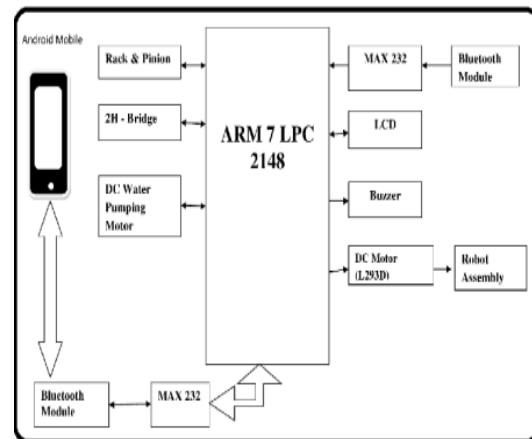 Android Mobile
Rack & Pinion
2H - Bridge
DC Water
Pumping
Motor
ARM 7 LPC
2148
MAX 232
Bluetooth
Module
LCD
Buzzer
DC Motor
(L293D)
Robot
Assembly
Bluetooth
Module
MAX 232